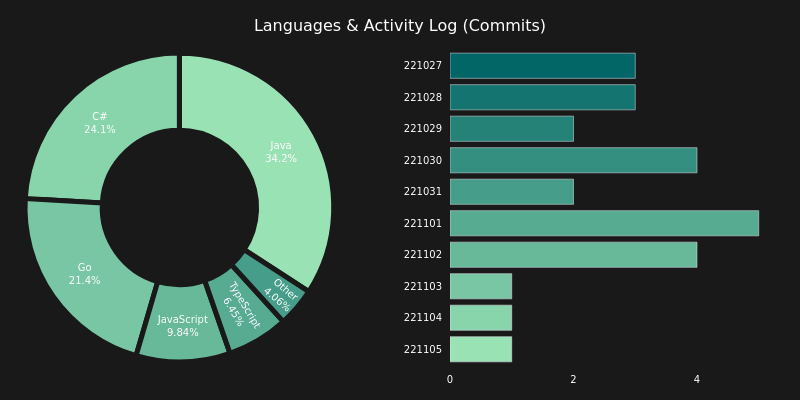 Languages & Activity Log (Commits)
C#
24.1%
Java
34.2%
Go
21.4%
JavaScript
9.84%
TypeScript
6.45%
Other
4.06%
221027
221028
221029
221030
221031
221101
221102
221103
221104
221105
0 2 4